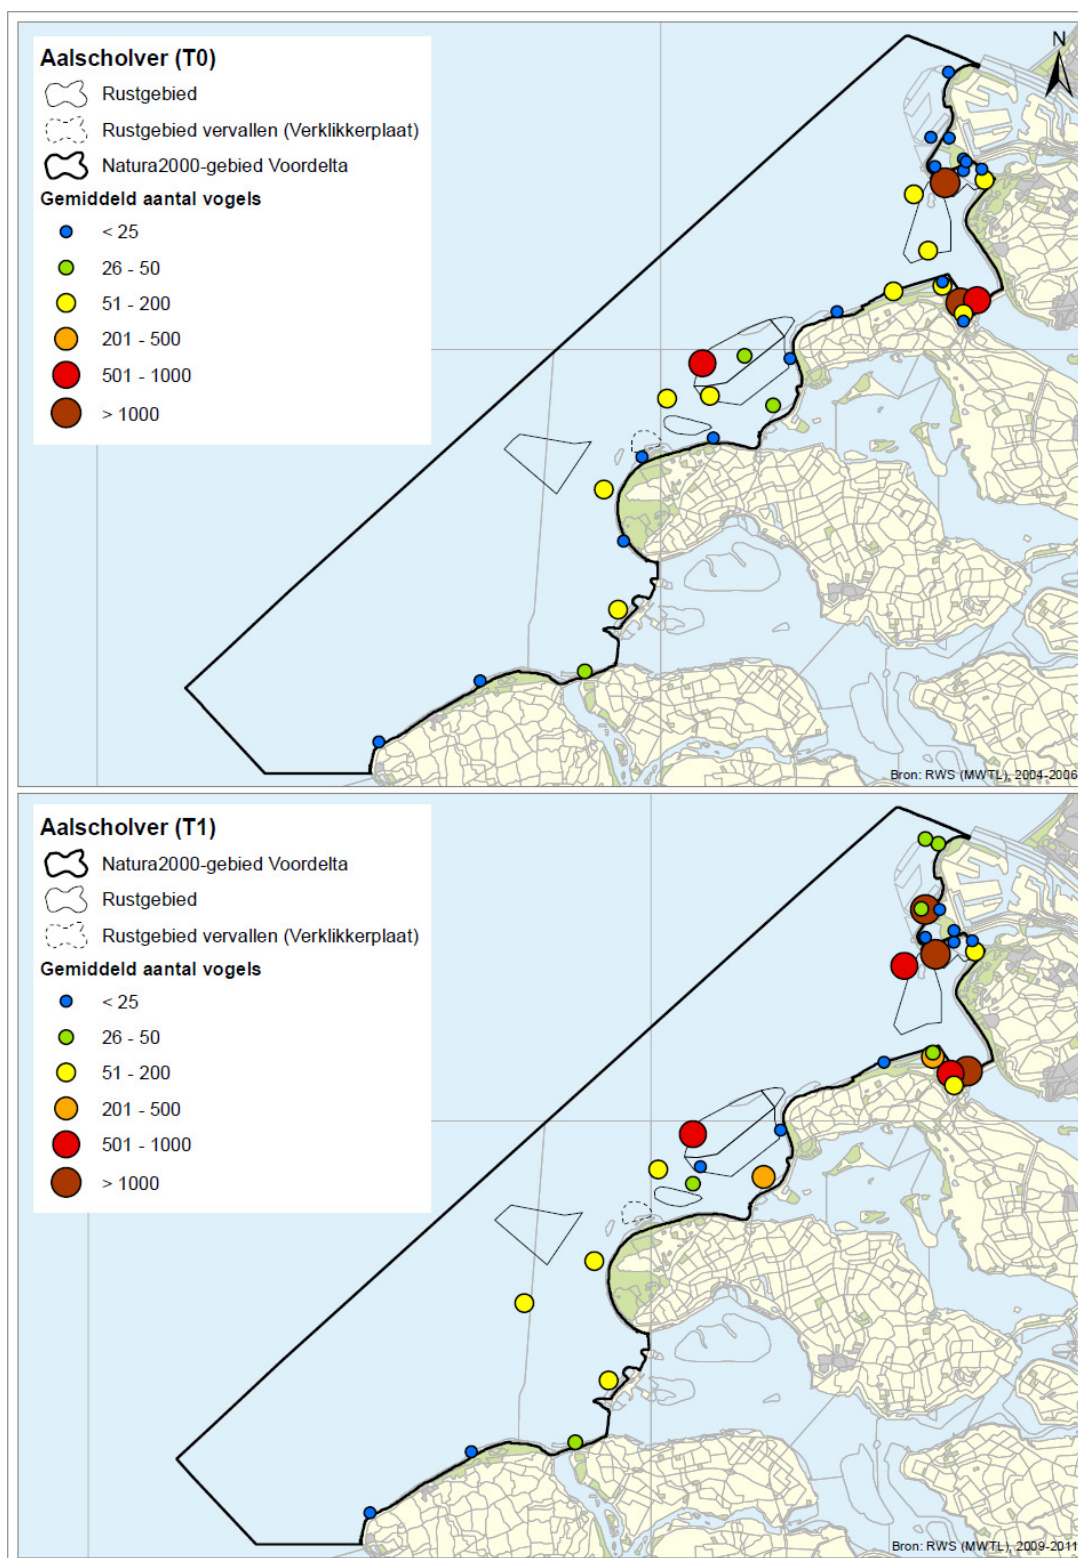 Aalscholver (T0)
Rustgebied
Rustgebied vervallen (Verklikkerplaat)
Natura2000-gebied Voordelta
Gemiddeld aantal vogels
< 25
26 - 50
51 - 200
201 - 500
501 - 1000
> 1000
N
Bron: RWS (MWTL), 2004-2006
Aalscholver (T1)
Natura2000-gebied Voordelta
Rustgebied
Rustgebied vervallen (Verklikkerplaat)
Gemiddeld aantal vogels
< 25
26 - 50
51 - 200
201 - 500
501 - 1000
> 1000
Bron: RWS (MWTL), 2009-2011